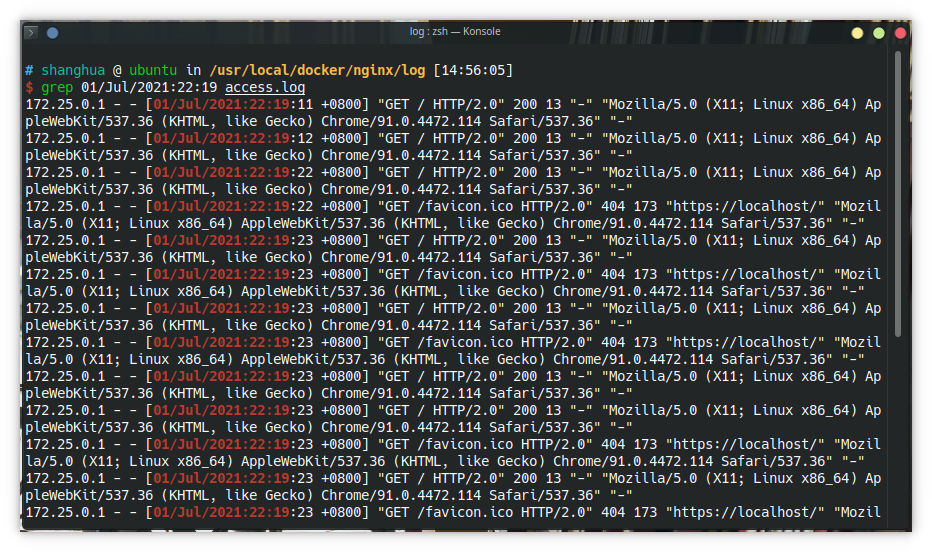 log : zsh — Konsole
# shanghua @ ubuntu in /usr/local/docker/nginx/log [14:56:05]
$ grep 01/Jul/2021:22:19 access.log
172.25.0.1 - - [01/Jul/2021:22:19:11 +0800] "GET / HTTP/2.0" 200 13 "-" "Mozilla/5.0 (X11; Linux x86_64) Ap
pleWebKit/537.36 (KHTML, like Gecko) Chrome/91.0.4472.114 Safari/537.36" "-"
172.25.0.1 - - [01/Jul/2021:22:19:12 +0800] "GET / HTTP/2.0" 200 13 "-" "Mozilla/5.0 (X11; Linux x86_64) Ap
pleWebKit/537.36 (KHTML, like Gecko) Chrome/91.0.4472.114 Safari/537.36" "-"
172.25.0.1 - - [01/Jul/2021:22:19:22 +0800] "GET / HTTP/2.0" 200 13 "-" "Mozilla/5.0 (X11; Linux x86_64) Ap
pleWebKit/537.36 (KHTML, like Gecko) Chrome/91.0.4472.114 Safari/537.36" "-"
172.25.0.1 - - [01/Jul/2021:22:19:22 +0800] "GET /favicon.ico HTTP/2.0" 404 173 "https://localhost/" "Mozil
la/5.0 (X11; Linux x86_64) AppleWebKit/537.36 (KHTML, like Gecko) Chrome/91.0.4472.114 Safari/537.36" "-"
172.25.0.1 - - [01/Jul/2021:22:19:23 +0800] "GET / HTTP/2.0" 200 13 "-" "Mozilla/5.0 (X11; Linux x86_64) Ap
pleWebKit/537.36 (KHTML, like Gecko) Chrome/91.0.4472.114 Safari/537.36" "-"
172.25.0.1 - - [01/Jul/2021:22:19:23 +0800] "GET /favicon.ico HTTP/2.0" 404 173 "https://localhost/" "Mozil
la/5.0 (X11; Linux x86_64) AppleWebKit/537.36 (KHTML, like Gecko) Chrome/91.0.4472.114 Safari/537.36" "-"
172.25.0.1 - - [01/Jul/2021:22:19:23 +0800] "GET / HTTP/2.0" 200 13 "-" "Mozilla/5.0 (X11; Linux x86_64) Ap
pleWebKit/537.36 (KHTML, like Gecko) Chrome/91.0.4472.114 Safari/537.36" "-"
172.25.0.1 - - [01/Jul/2021:22:19:23 +0800] "GET /favicon.ico HTTP/2.0" 404 173 "https://localhost/" "Mozil
la/5.0 (X11; Linux x86_64) AppleWebKit/537.36 (KHTML, like Gecko) Chrome/91.0.4472.114 Safari/537.36" "-"
172.25.0.1 - - [01/Jul/2021:22:19:23 +0800] "GET / HTTP/2.0" 200 13 "-" "Mozilla/5.0 (X11; Linux x86_64) Ap
pleWebKit/537.36 (KHTML, like Gecko) Chrome/91.0.4472.114 Safari/537.36" "-"
172.25.0.1 - - [01/Jul/2021:22:19:23 +0800] "GET / HTTP/2.0" 200 13 "-" "Mozilla/5.0 (X11; Linux x86_64) Ap
pleWebKit/537.36 (KHTML, like Gecko) Chrome/91.0.4472.114 Safari/537.36" "-"
172.25.0.1 - - [01/Jul/2021:22:19:23 +0800] "GET /favicon.ico HTTP/2.0" 404 173 "https://localhost/" "Mozil
la/5.0 (X11; Linux x86_64) AppleWebKit/537.36 (KHTML, like Gecko) Chrome/91.0.4472.114 Safari/537.36" "-"
172.25.0.1 - - [01/Jul/2021:22:19:23 +0800] "GET / HTTP/2.0" 200 13 "-" "Mozilla/5.0 (X11; Linux x86_64) Ap
pleWebKit/537.36 (KHTML, like Gecko) Chrome/91.0.4472.114 Safari/537.36" "-"
172.25.0.1 - - [01/Jul/2021:22:19:23 +0800] "GET /favicon.ico HTTP/2.0" 404 173 "https://localhost/" "Mozil